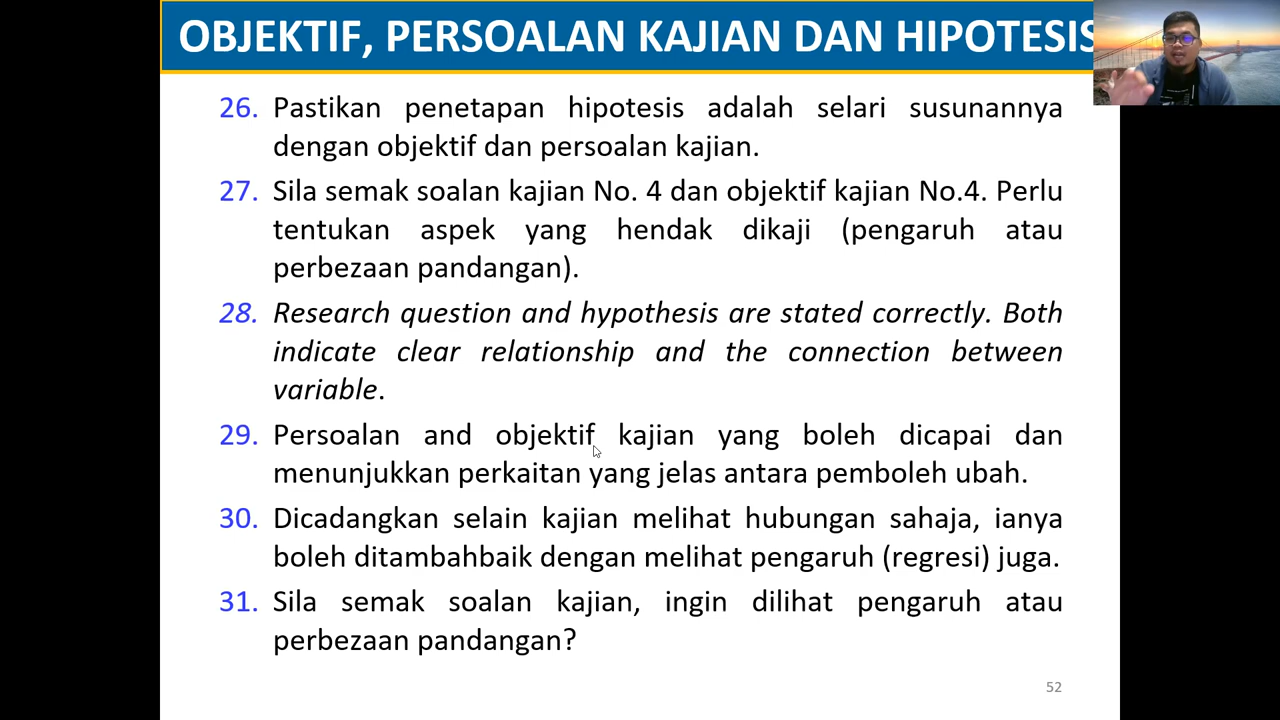 OBJEKTIF, PERSOALAN KAJIAN DAN HIPOTESIS
26. Pastikan penetapan hipotesis adalah selari susunannya
dengan objektif dan persoalan kajian.
27. Sila semak soalan kajian No. 4 dan objektif kajian No.4. Perlu
tentukan aspek yang hendak dikaji (pengaruh atau
perbezaan pandangan).
28. Research question and hypothesis are stated correctly. Both
indicate clear relationship and the connection between
variable.
29. Persoalan and objektif kajian yang boleh dicapai dan
menunjukkan perkaitan yang jelas antara pemboleh ubah.
30. Dicadangkan selain kajian melihat hubungan sahaja, ianya
boleh ditambahbaik dengan melihat pengaruh (regresi) juga.
31. Sila semak soalan kajian, ingin dilihat pengaruh atau
perbezaan pandangan?
52